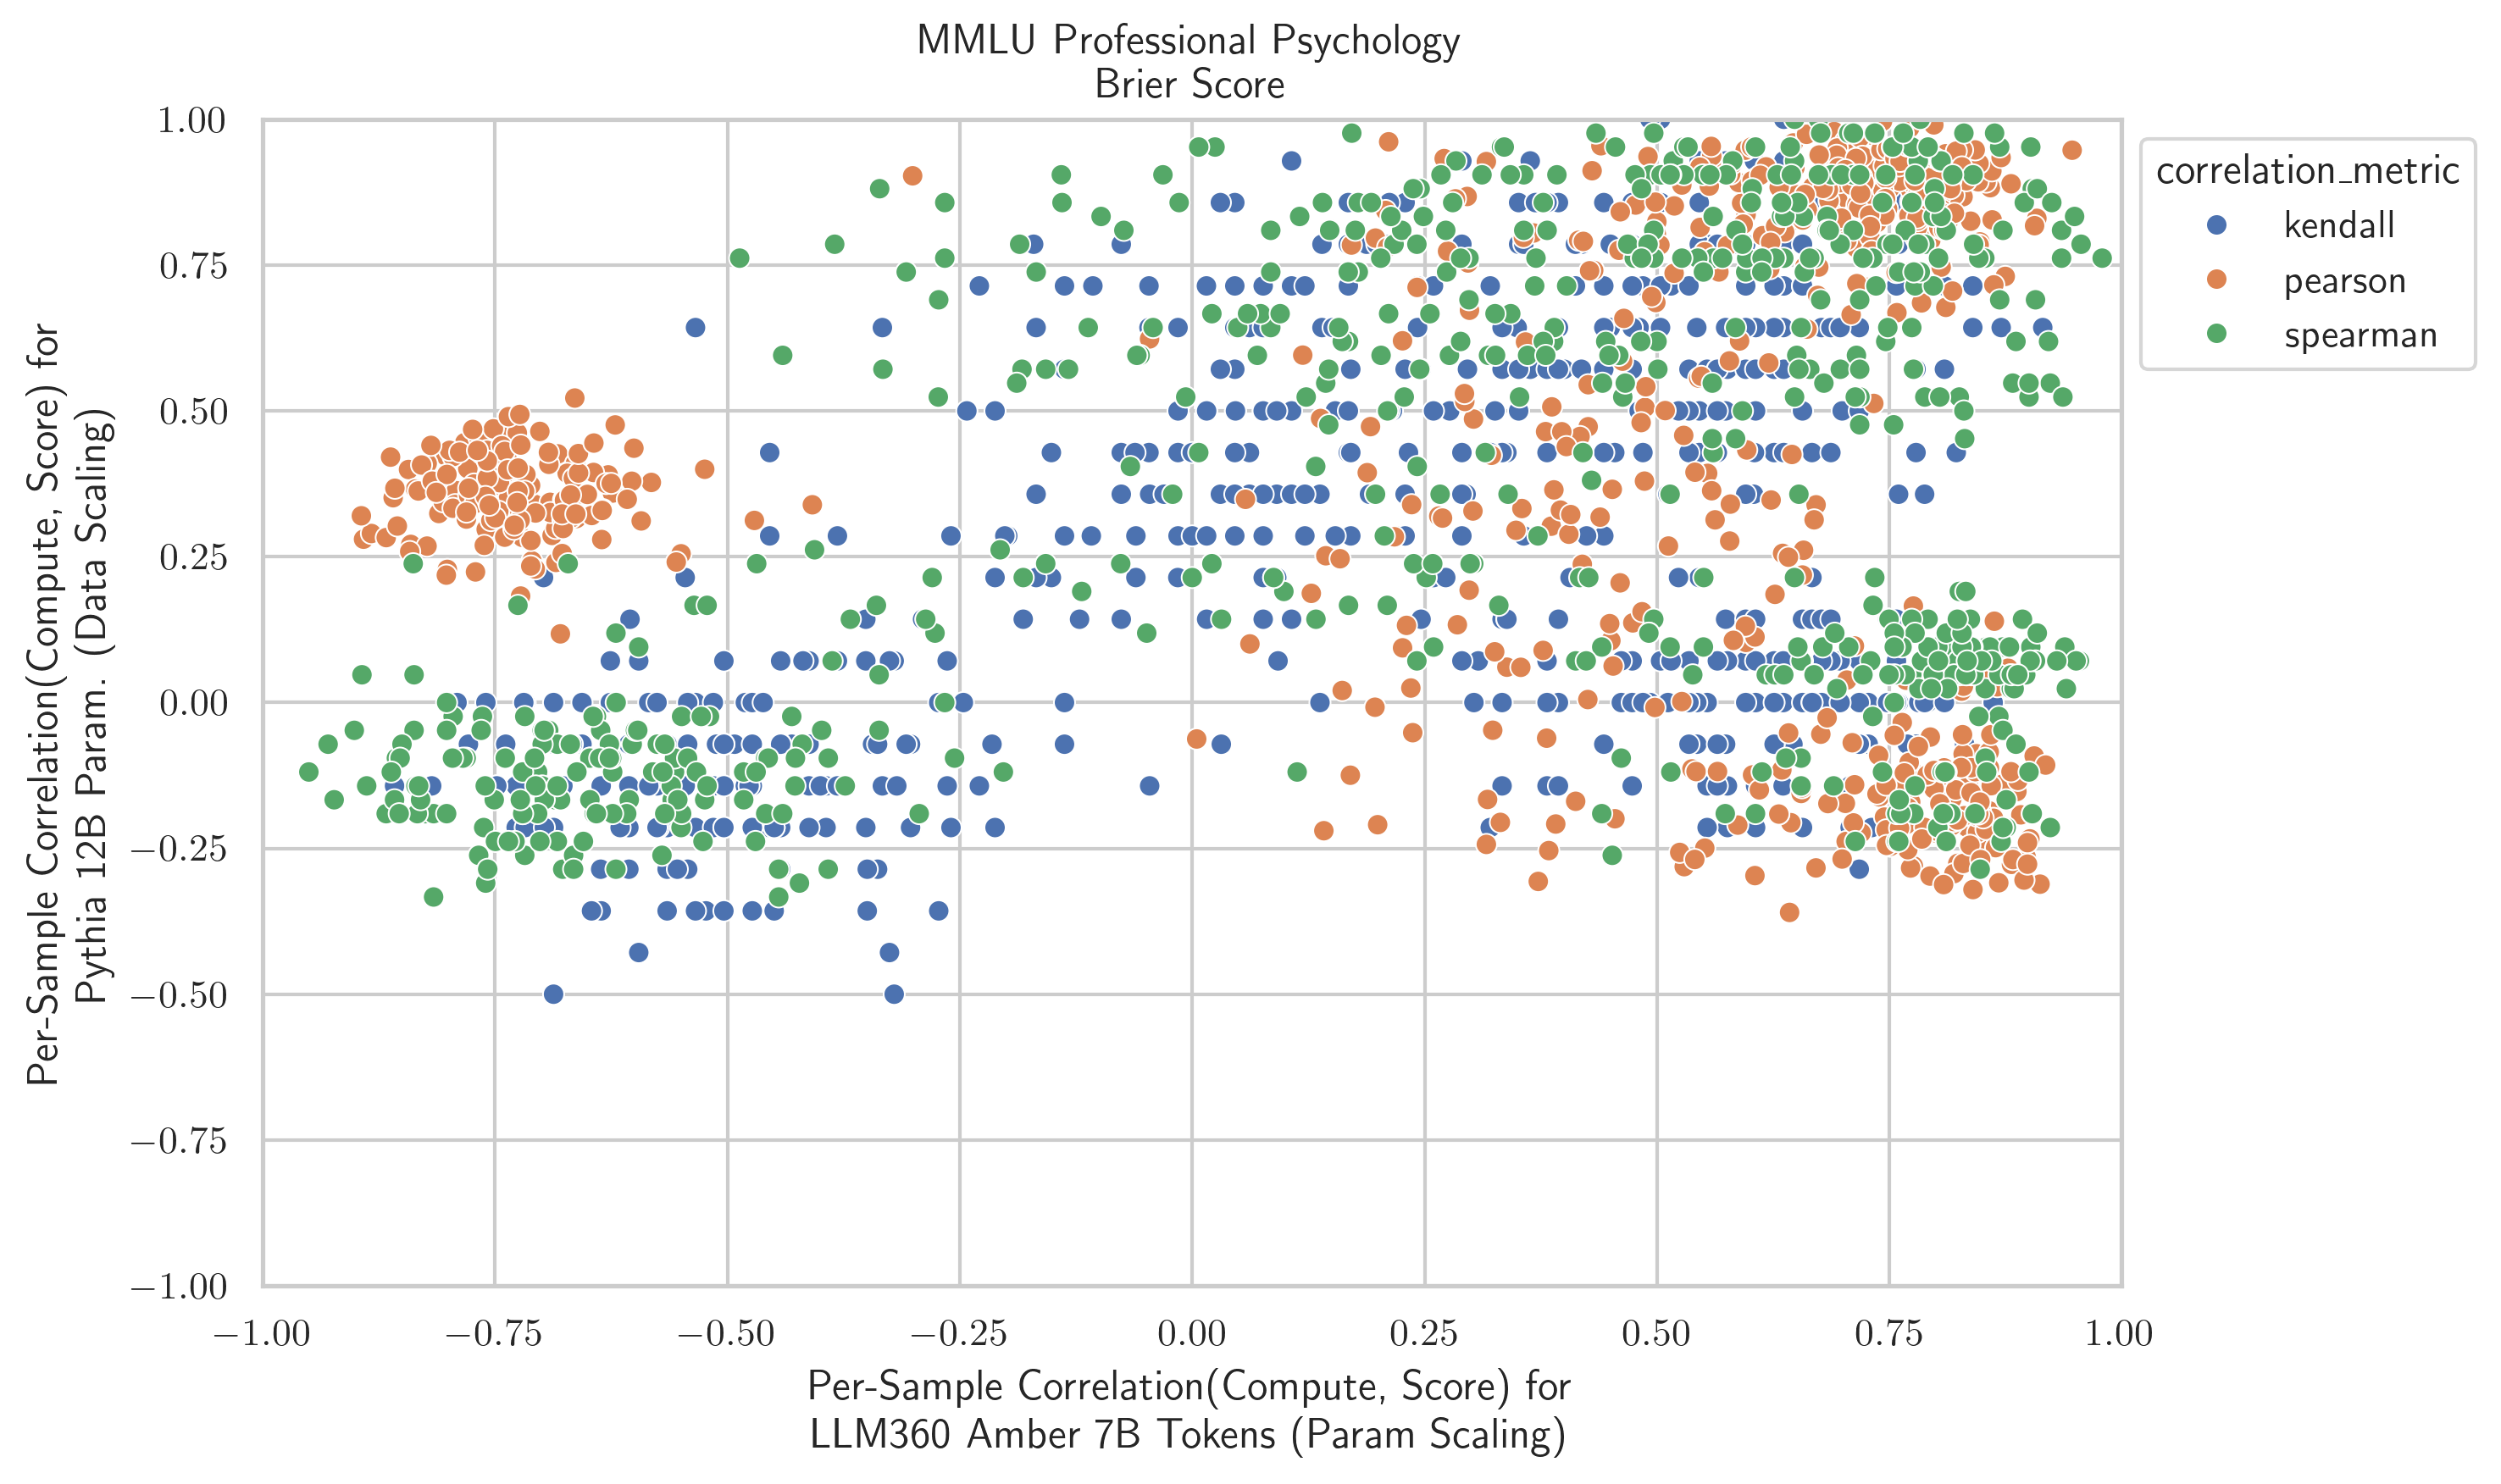 MMLU Professional Psychology
Brier Score
Per-Sample Correlation(Compute, Score) for
Pythia 12B Param. (Data Scaling)
1.00
0.75
0.50
0.25
0.00
−0.25
−0.50
−0.75
−1.00
correlation_metric
kendall
pearson
spearman
−1.00 −0.75 −0.50 −0.25 0.00 0.25 0.50 0.75 1.00
Per-Sample Correlation(Compute, Score) for
LLM360 Amber 7B Tokens (Param Scaling)